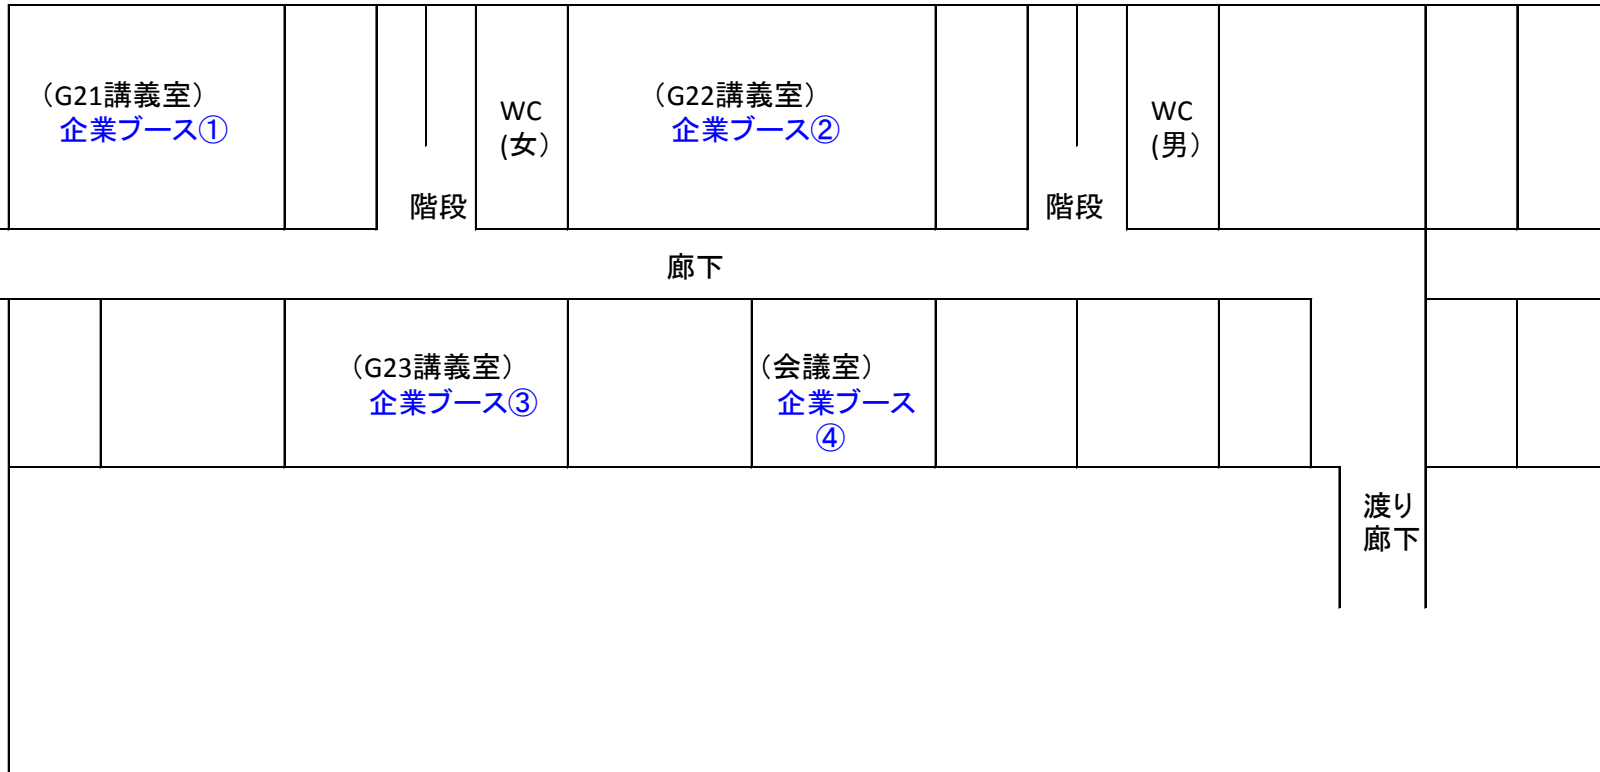 （G21講義室）
企業ブース①
WC
(女）
階段
（G22講義室）
企業ブース②
階段
WC
(男）
廊下
（G23講義室）
企業ブース③
（会議室）
企業ブース
④
渡り
廊下